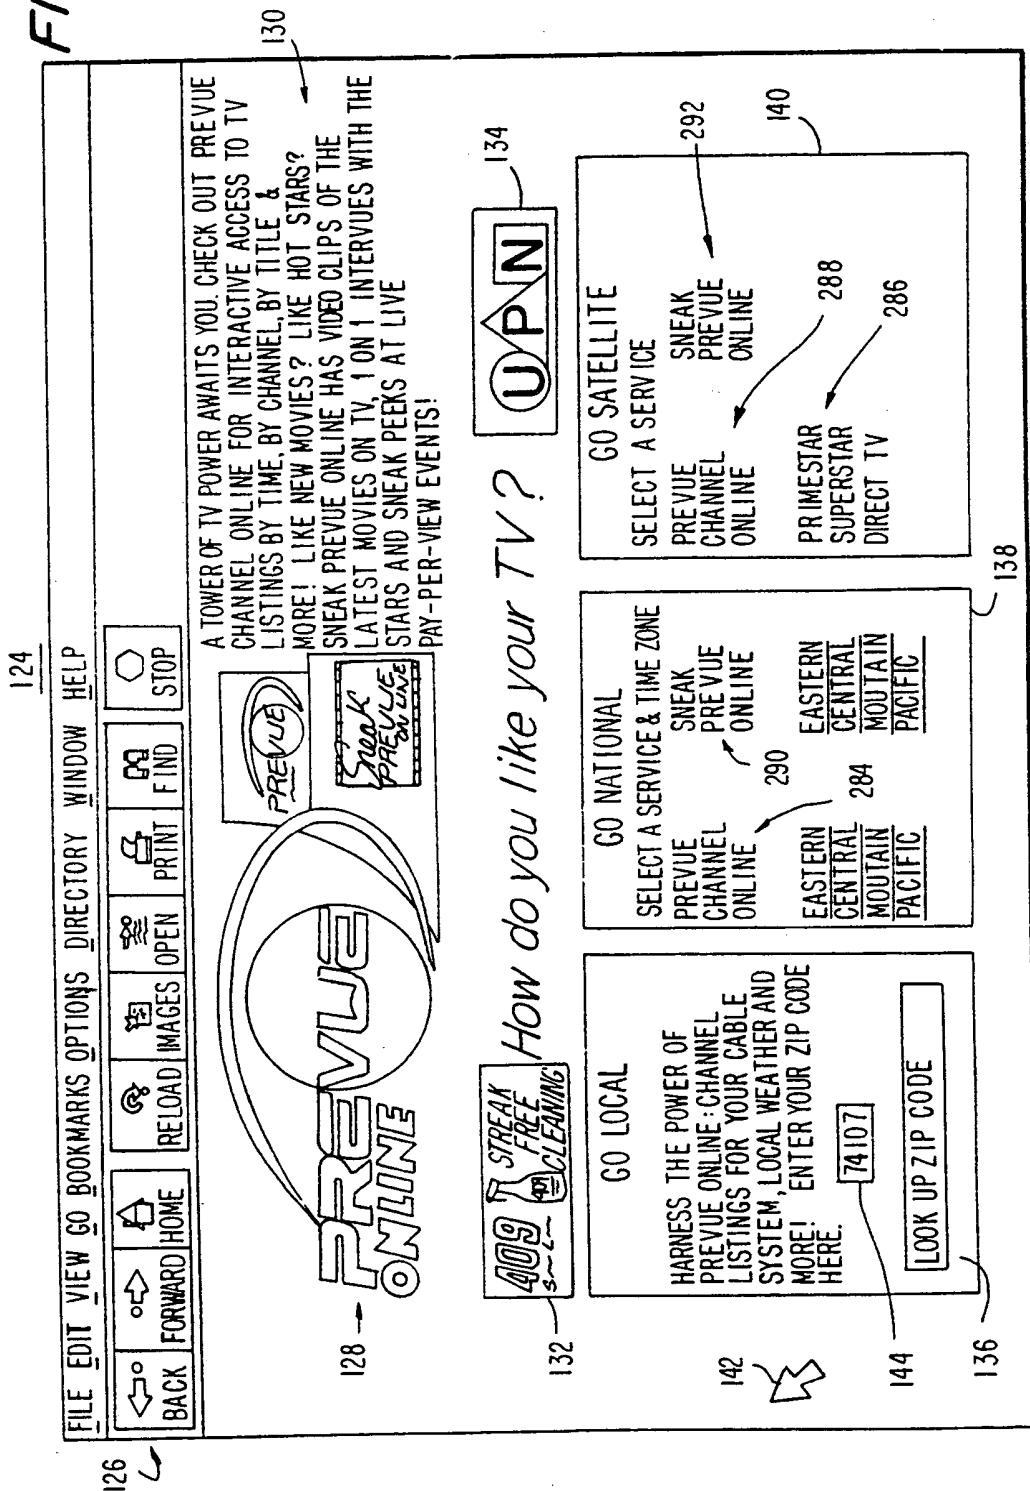 FI
124
FILE EDIT VIEW GO BOOKMARKS OPTIONS DIRECTORY WINDOW HELP
126
BACK FORWARD HOME RELOAD IMAGES OPEN PRINT FIND STOP
128
PREVUE
ONLINE
PREVUE
Sneak
PREVUE
ON LINE
A TOWER OF TV POWER AWAITS YOU. CHECK OUT PREVUE
CHANNEL ONLINE FOR INTERACTIVE ACCESS TO TV
LISTINGS BY TIME, BY CHANNEL, BY TITLE &
MORE! LIKE NEW MOVIES? LIKE HOT STARS?
SNEAK PREVUE ONLINE HAS VIDEO CLIPS OF THE
LATEST MOVIES ON TV, 1 ON 1 INTERVUES WITH THE
STARS AND SNEAK PEEKS AT LIVE
PAY-PER-VIEW EVENTS!
130
132
409
STREAK
FREE
CLEANING
409
How do you like your TV?
UPN
134
GO LOCAL
HARNESS THE POWER OF
PREVUE ONLINE: CHANNEL
LISTINGS FOR YOUR CABLE
SYSTEM, LOCAL WEATHER AND
MORE! ENTER YOUR ZIP CODE
HERE.
74107
LOOK UP ZIP CODE
142
144
136
GO NATIONAL
SELECT A SERVICE & TIME ZONE
PREVUE
CHANNEL
ONLINE
SNEAK
PREVUE
ONLINE
290
284
EASTERN
CENTRAL
MOUTAIN
PACIFIC
EASTERN
CENTRAL
MOUTAIN
PACIFIC
138
GO SATELLITE
SELECT A SERVICE
PREVUE
CHANNEL
ONLINE
SNEAK
PREVUE
ONLINE
PRIMESTAR
SUPERSTAR
DIRECT TV
292
288
286
140